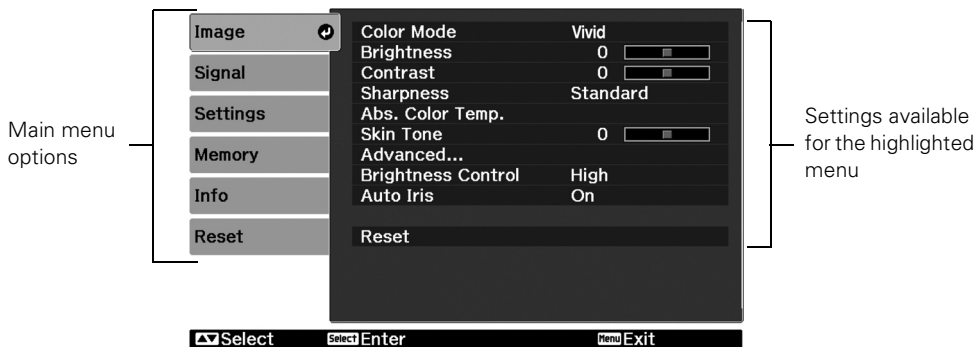 Main menu
options
Image
Signal
Settings
Memory
Info
Reset
Color Mode Vivid
Brightness 0
Contrast 0
Sharpness Standard
Abs. Color Temp.
Skin Tone 0
Advanced...
Brightness Control High
Auto Iris On
Reset
Settings available
for the highlighted
menu
Select Select Enter Menu Exit